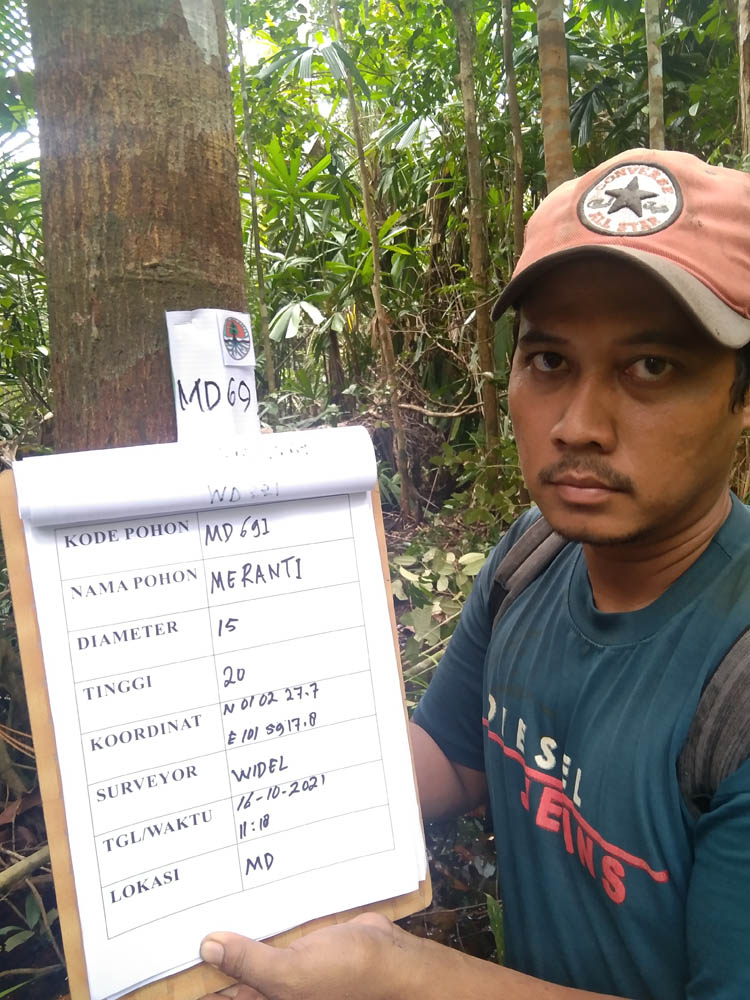 CONVERSE
ALL STAR
MD 69
KODE POHON MD 691
NAMA POHON MERANTI
DIAMETER 15
TINGGI 20
KOORDINAT N 01 02 27.7
E 101 59 17.8
SURVEYOR WIDEL
TGL/WAKTU 16-10-2021
11:18
LOKASI MD
DIESEL
JEANS